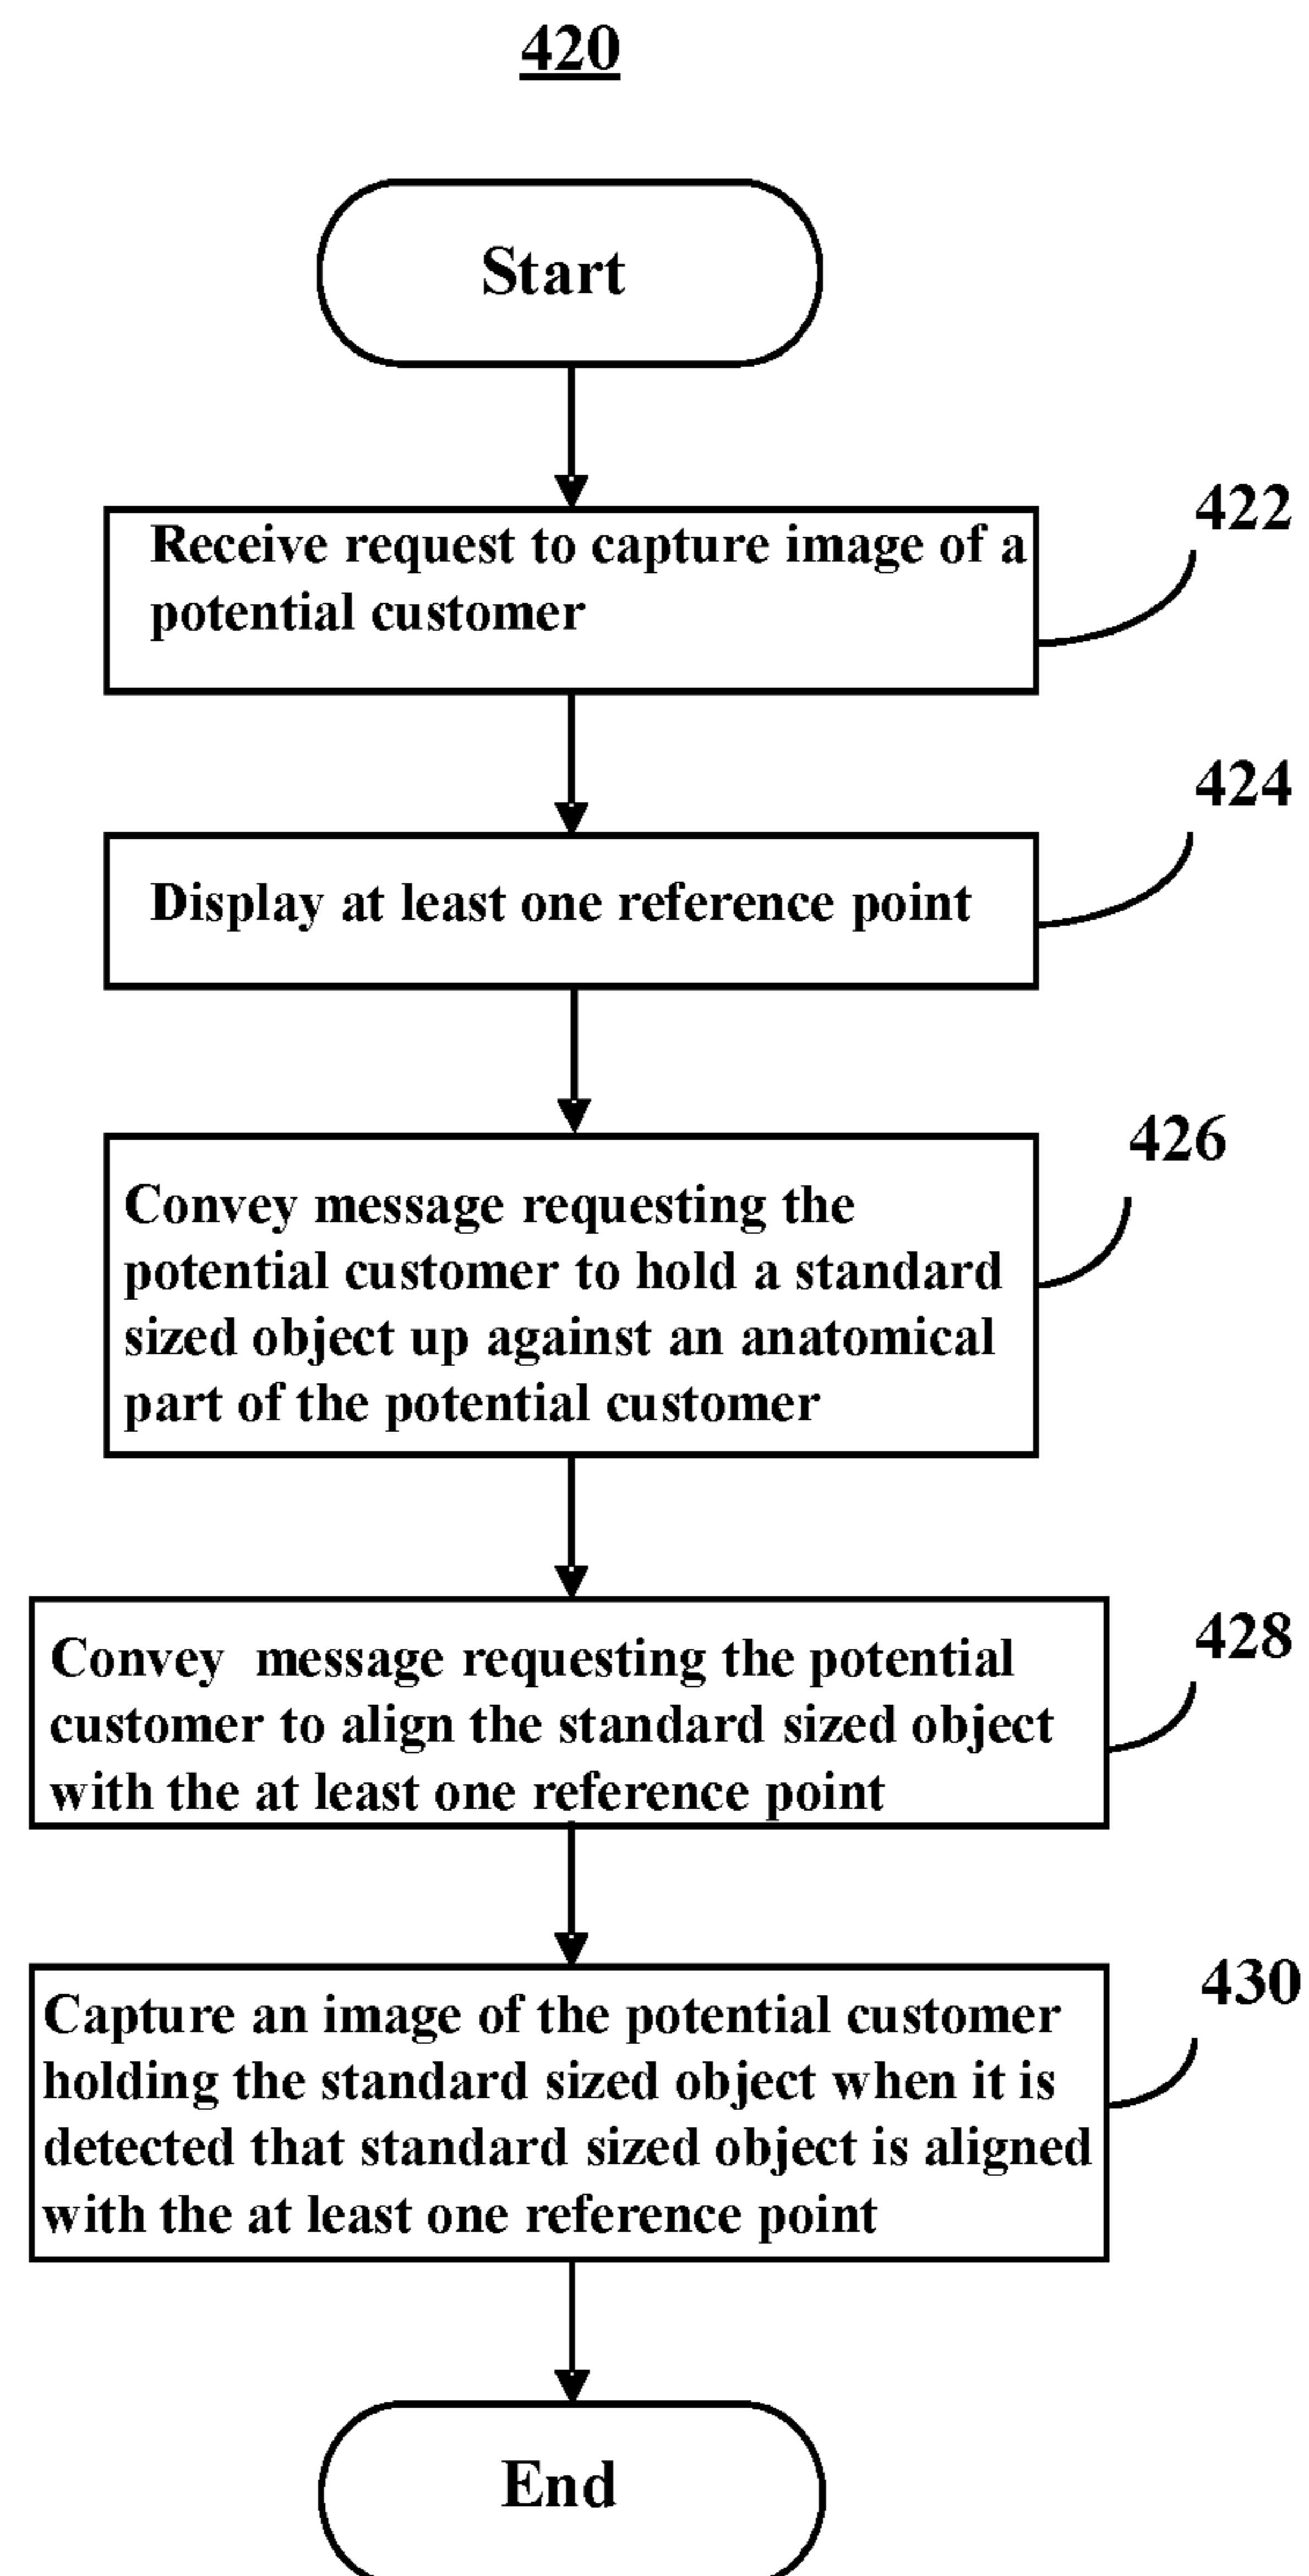 420
Start
Receive request to capture image of a
potential customer
422
Display at least one reference point
424
Convey message requesting the
potential customer to hold a standard
sized object up against an anatomical
part of the potential customer
426
Convey message requesting the potential
customer to align the standard sized object
with the at least one reference point
428
Capture an image of the potential customer
holding the standard sized object when it is
detected that standard sized object is aligned
with the at least one reference point
430
End